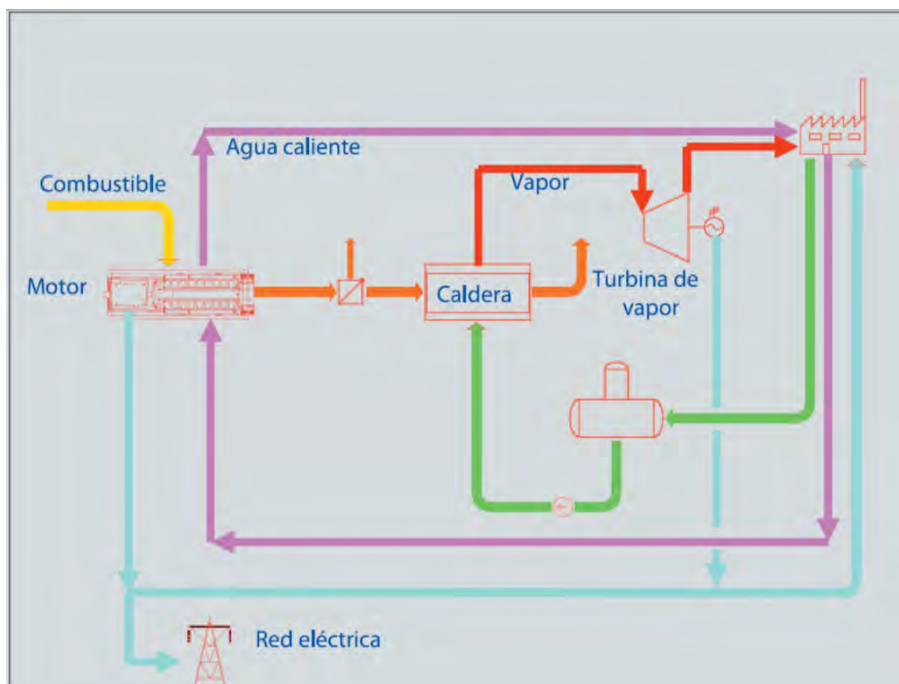 Agua caliente
Combustible
Vapor
Motor
Caldera
Turbina de
vapor
Red eléctrica